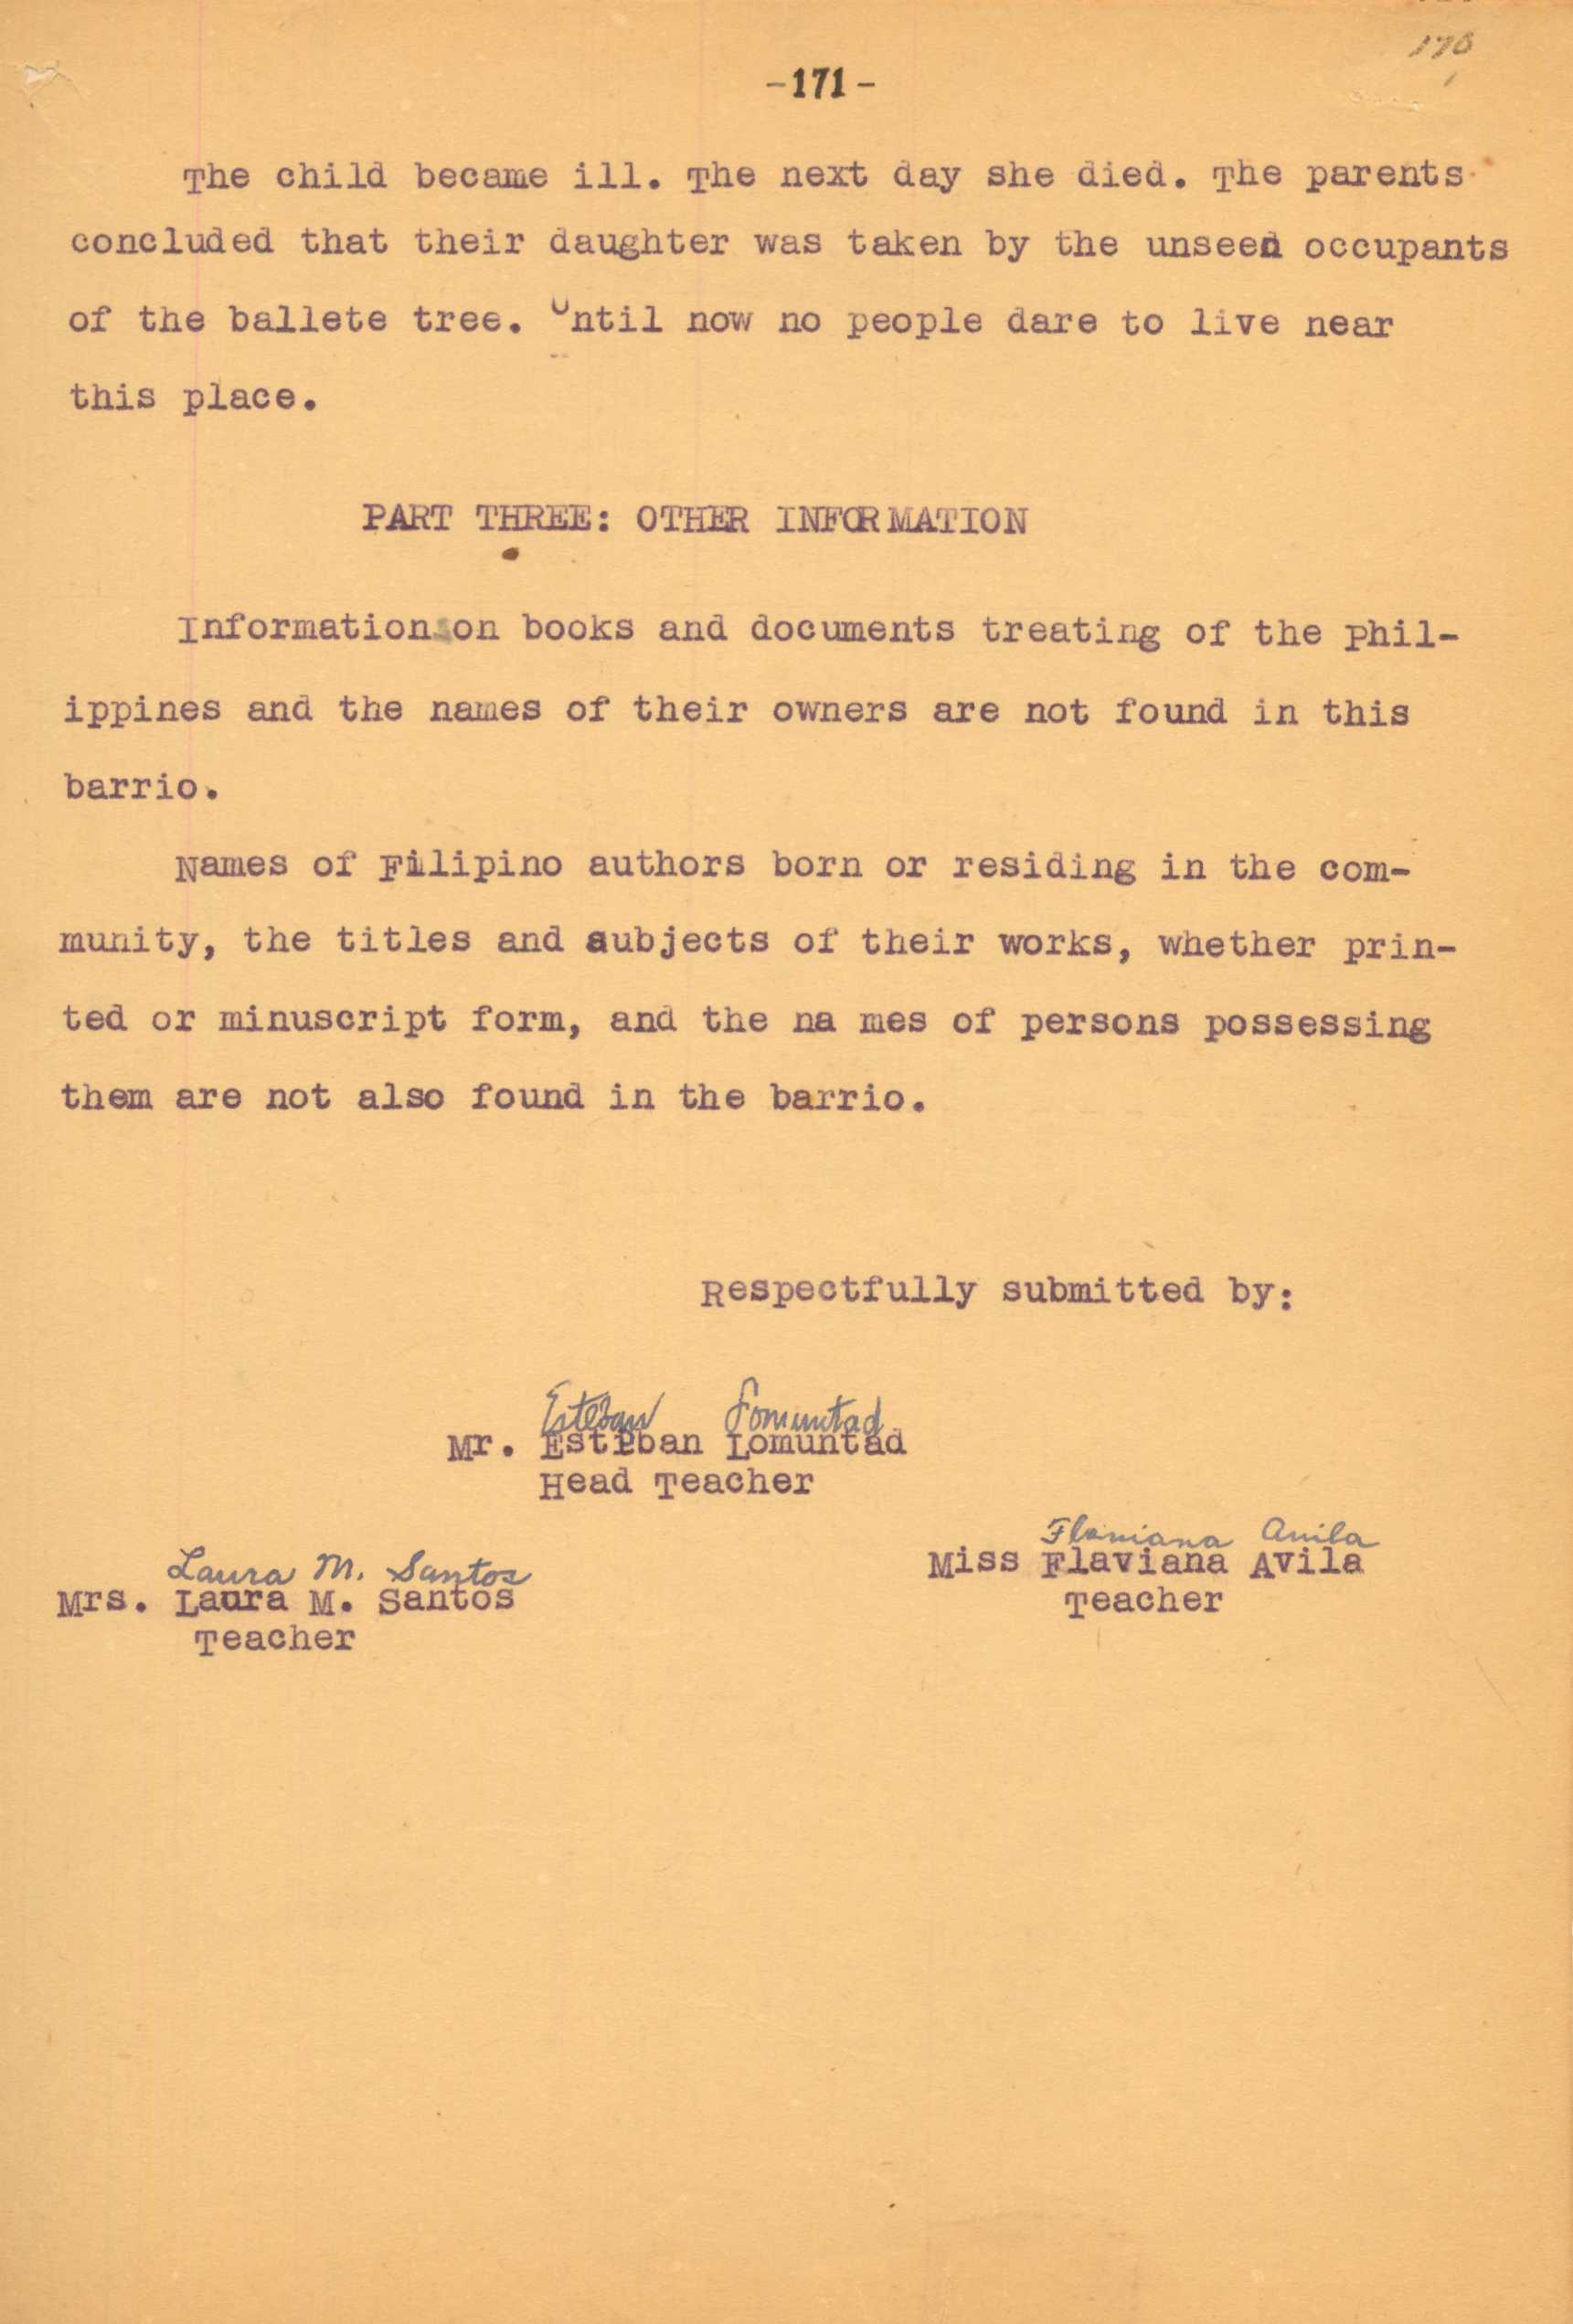 170
-171-
The child became ill. The next day she died. The parents
concluded that their daughter was taken by the unseen occupants
of the ballete tree. Until now no people dare to live near
this place.
PART THREE: OTHER INFORMATION
Information on books and documents treating of the Phil-
ippines and the names of their owners are not found in this
barrio.
Names of Filipino authors born or residing in the com-
munity, the titles and subjects of their works, whether prin-
ted or minuscript form, and the na mes of persons possessing
them are not also found in the barrio.
Respectfully submitted by:
Esteban Lomuntad
Mr. Esteban Lomuntad
Head Teacher
Flaviana Avila
Miss Flaviana Avila
Teacher
Laura M. Santos
Mrs. Laura M. Santos
Teacher